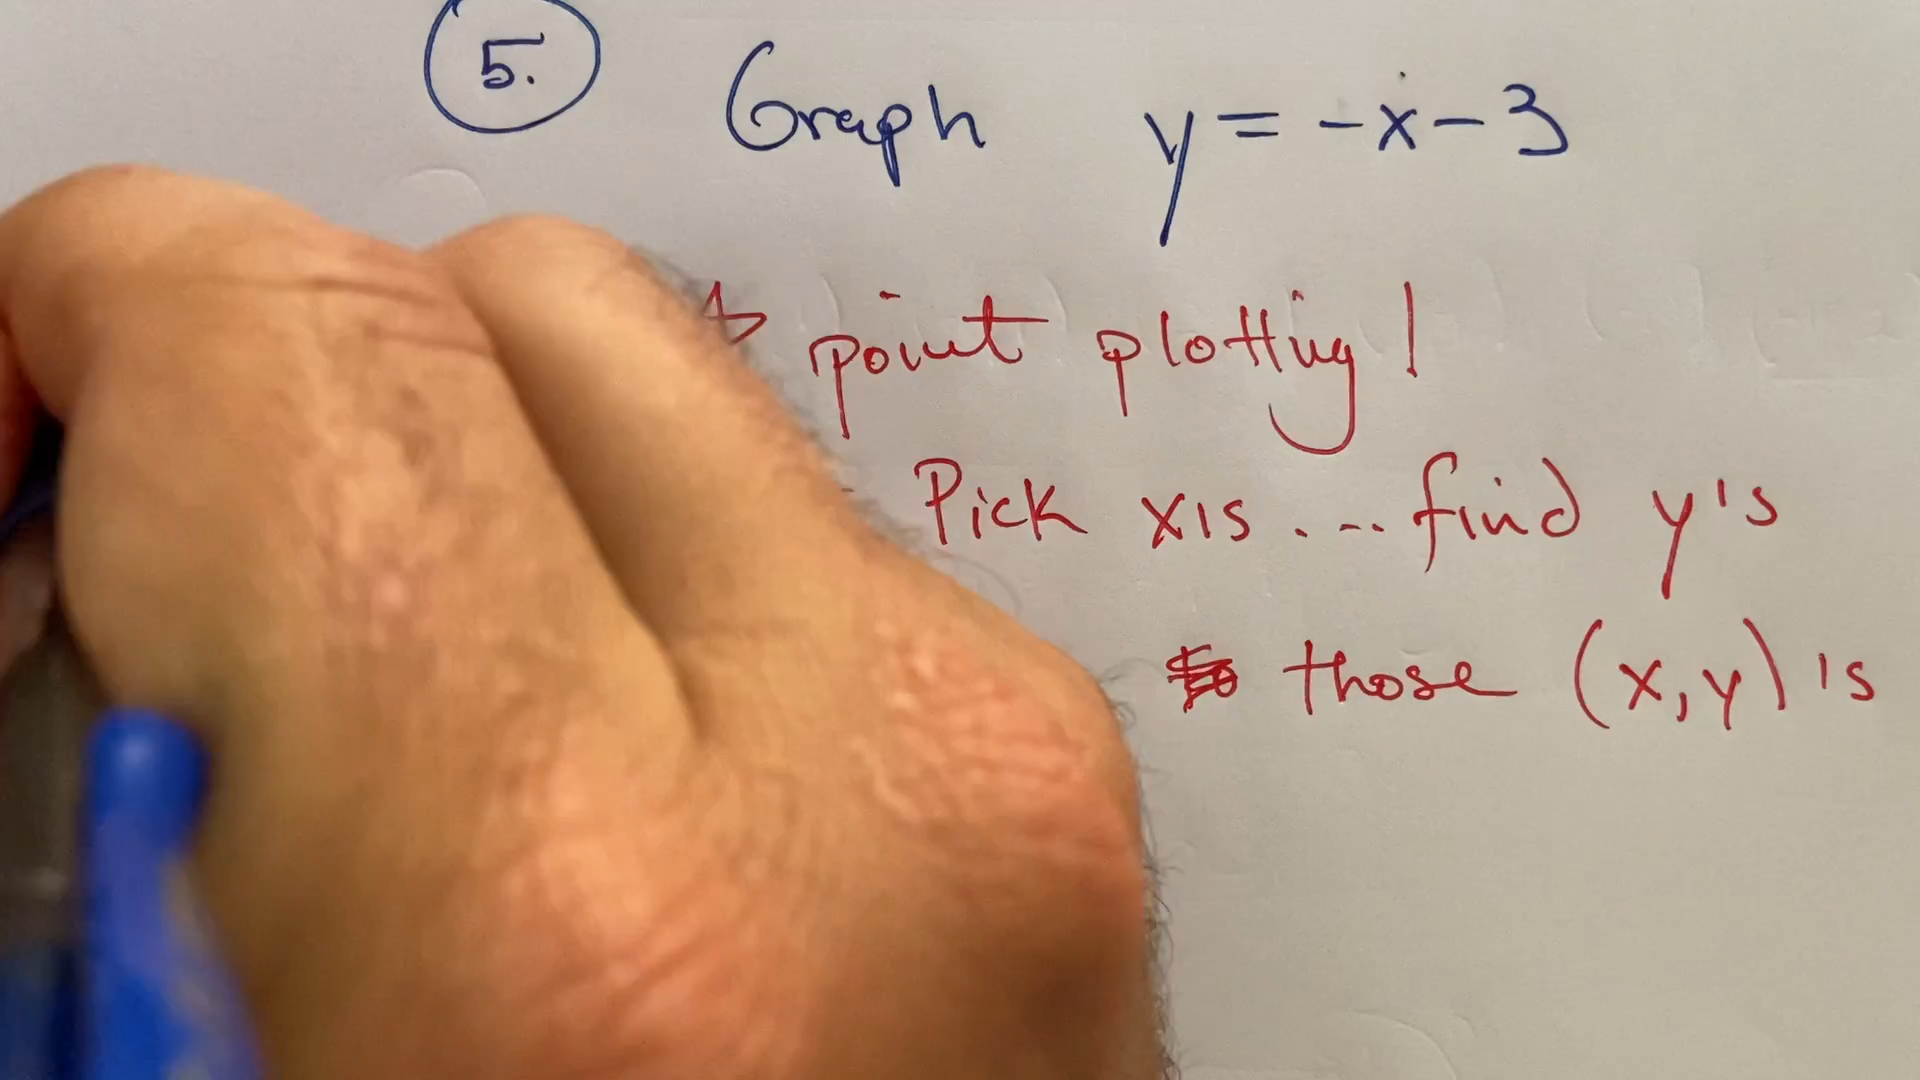 5. Graph y = -x - 3
point plotting!
Pick x's ... find y's
those (x,y)'s